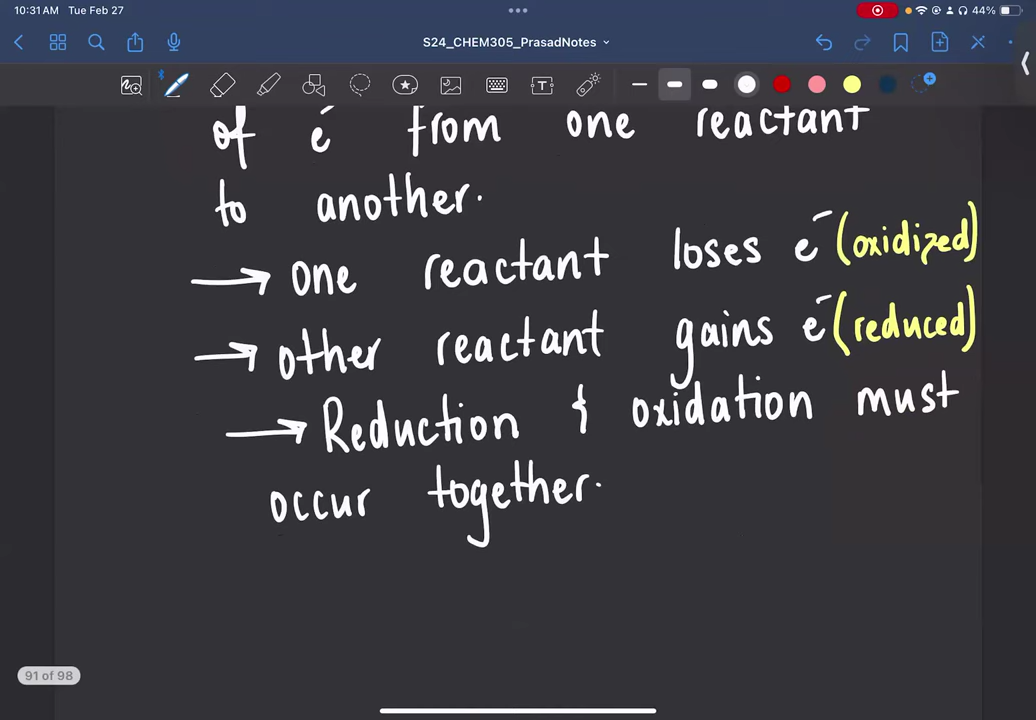 10:31 AM Tue Feb 27
44%
S24_CHEM305_PrasadNotes
of e⁻ from one reactant
to another.
→ one reactant loses e⁻ (oxidized)
→ other reactant gains e⁻ (reduced)
→ Reduction & oxidation must
occur together.
91 of 98